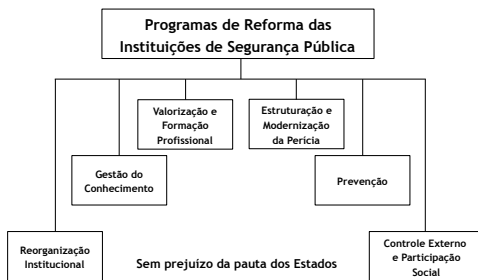 Programas de Reforma das
Instituições de Segurança Pública
Valorização e
Formação
Profissional
Estruturação e
Modernização
da Perícia
Gestão do
Conhecimento
Prevenção
Reorganização
Institucional
Sem prejuízo da pauta dos Estados
Controle Externo
e Participação
Social